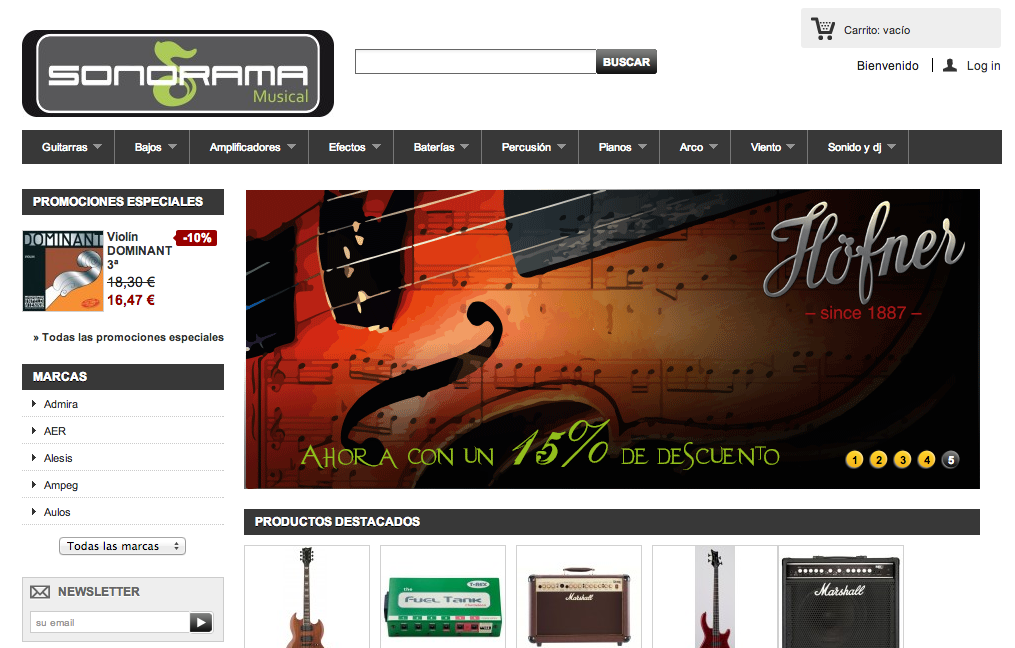 Carrito: vacío
SONORAMA
Musical
BUSCAR
Bienvenido
Log in
Guitarras Bajos Amplificadores Efectos Baterías Percusión Pianos Arco Viento Sonido y dj
PROMOCIONES ESPECIALES
DOMINANT
Violín
DOMINANT
3ª
-10%
18,30 €
16,47 €
» Todas las promociones especiales
MARCAS
Admira
AER
Alesis
Ampeg
Aulos
Todas las marcas
NEWSLETTER
su email
Höfner
– since 1887 –
AHORA CON UN 15% DE DESCUENTO
1 2 3 4 5
PRODUCTOS DESTACADOS
the
FUEL TANK
Marshall
Marshall